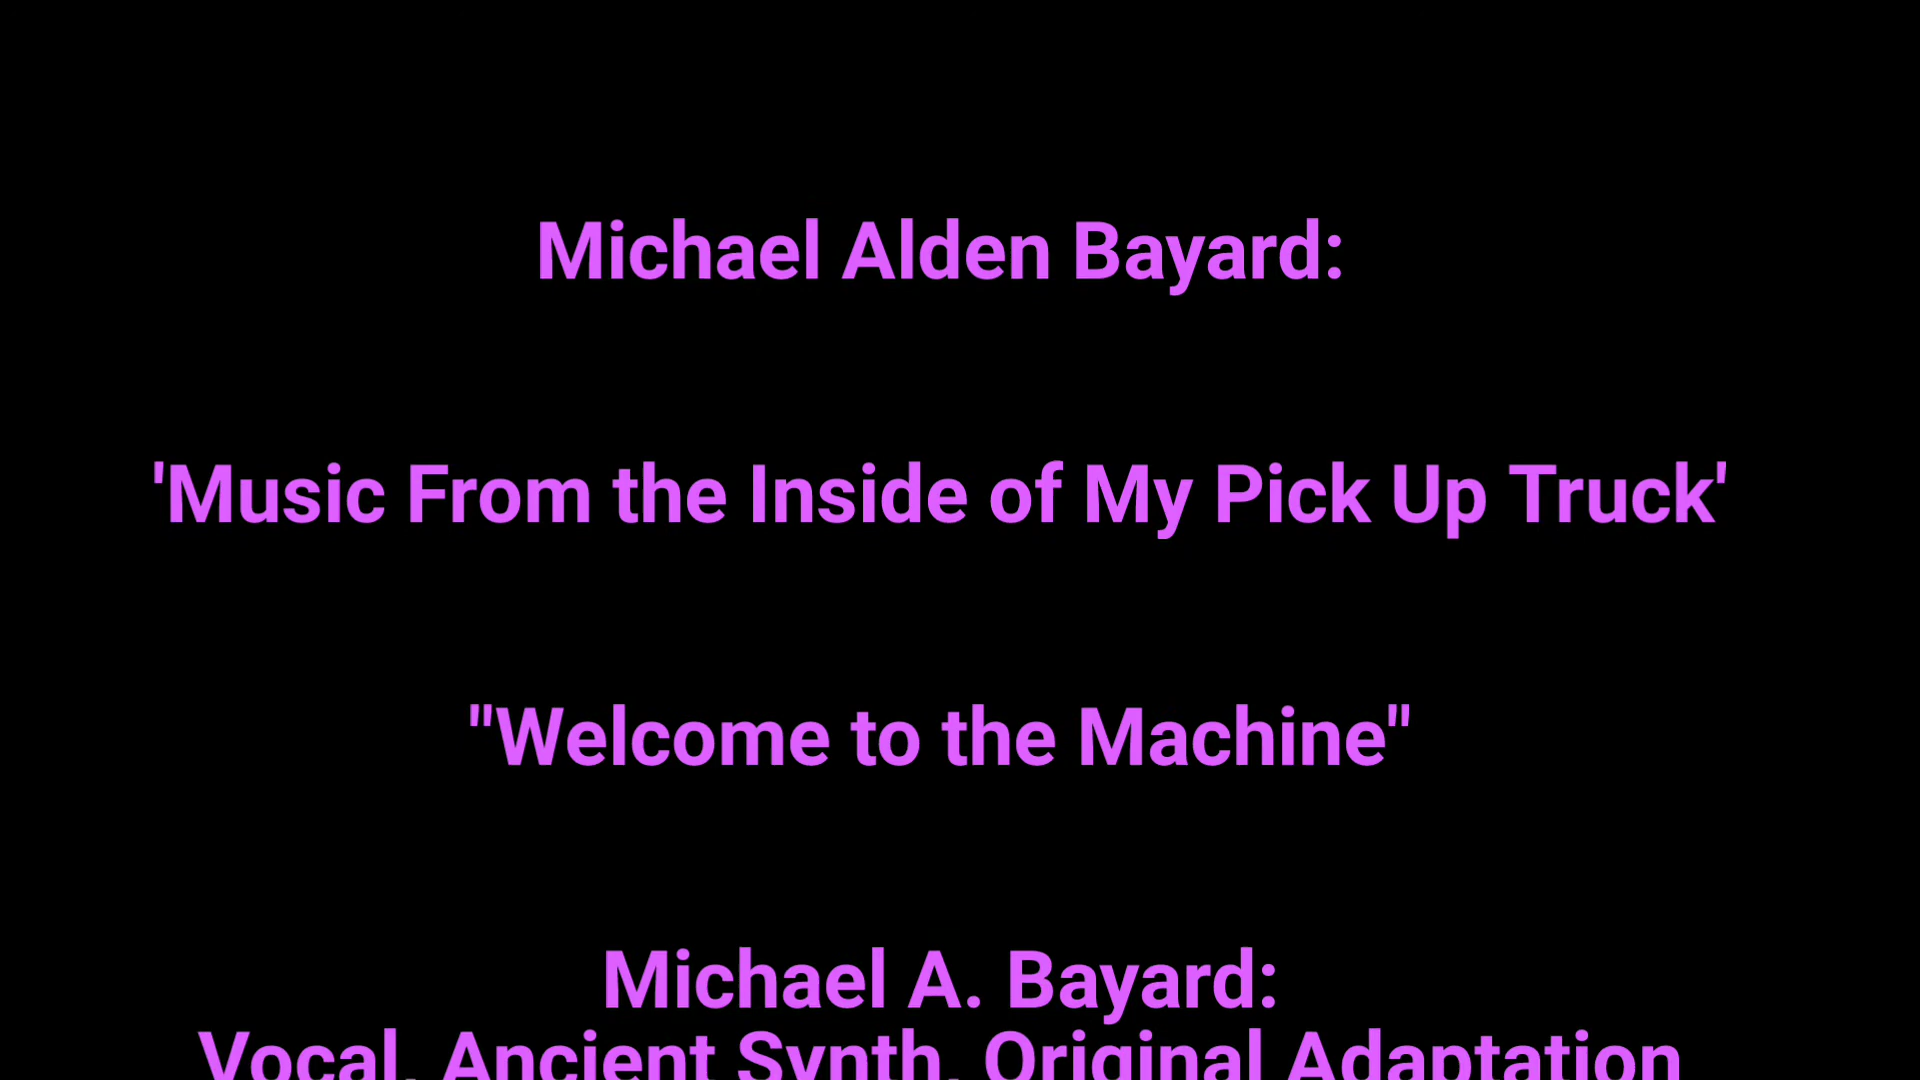 Michael Alden Bayard:
'Music From the Inside of My Pick Up Truck'
"Welcome to the Machine"
Michael A. Bayard:
Vocal, Ancient Synth, Original Adaptation